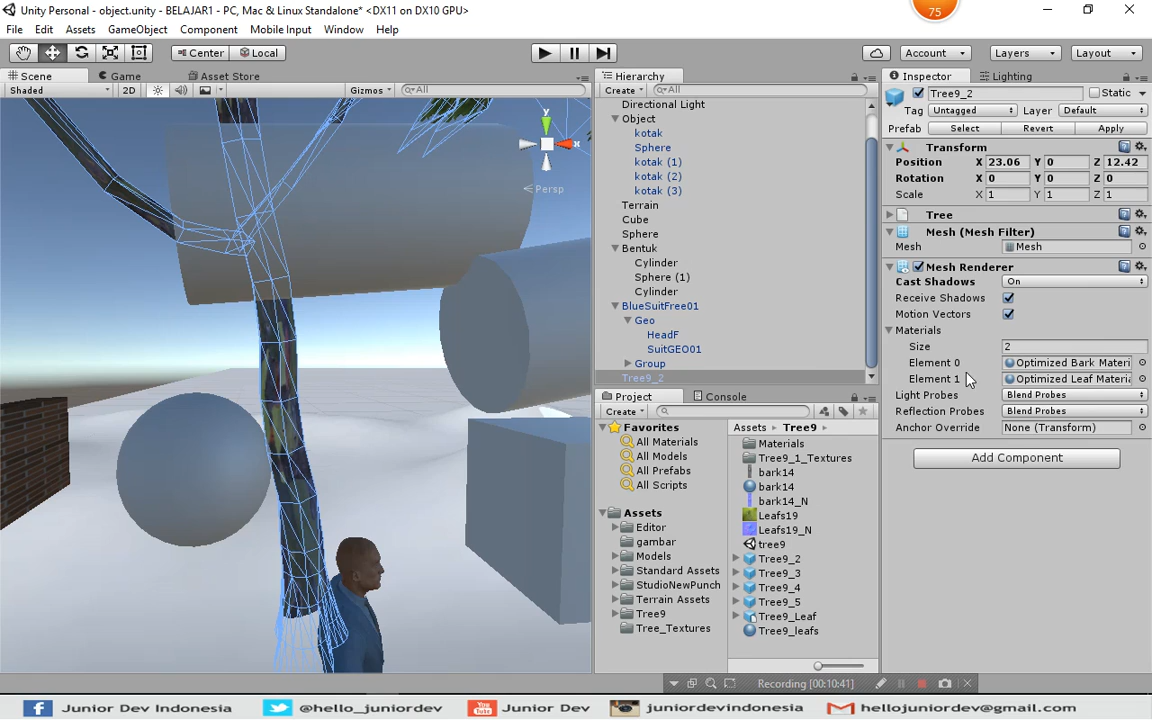 Unity Personal - object.unity - BELAJAR1 - PC, Mac & Linux Standalone* <DX11 on DX10 GPU>
75
File Edit Assets GameObject Component Mobile Input Window Help
Center Local Account Layers Layout
Scene Game Asset Store
Shaded 2D Gizmos All
y
x
Persp
Hierarchy
Create All
Directional Light
Object
kotak
Sphere
kotak (1)
kotak (2)
kotak (3)
Terrain
Cube
Sphere
Bentuk
Cylinder
Sphere (1)
Cylinder
BlueSuitFree01
Geo
HeadF
SuitGEO01
Group
Tree9_2
Project Console
Create
Favorites
All Materials
All Models
All Prefabs
All Scripts
Assets
Editor
gambar
Models
Standard Assets
StudioNewPunch
Terrain Assets
Tree9
Tree_Textures
Assets Tree9
Materials
Tree9_1_Textures
bark14
bark14
bark14_N
Leafs19
Leafs19_N
tree9
Tree9_2
Tree9_3
Tree9_4
Tree9_5
Tree9_Leaf
Tree9_leafs
Inspector Lighting
Tree9_2 Static
Tag Untagged Layer Default
Prefab Select Revert Apply
Transform
Position X 23.06 Y 0 Z 12.42
Rotation X 0 Y 0 Z 0
Scale X 1 Y 1 Z 1
Tree
Mesh (Mesh Filter)
Mesh Mesh
Mesh Renderer
Cast Shadows On
Receive Shadows
Motion Vectors
Materials
Size 2
Element 0 Optimized Bark Materi
Element 1 Optimized Leaf Materia
Light Probes Blend Probes
Reflection Probes Blend Probes
Anchor Override None (Transform)
Add Component
Recording [00:10:41]
Junior Dev Indonesia @hello_juniordev Junior Dev juniordevindonesia hellojuniordev@gmail.com